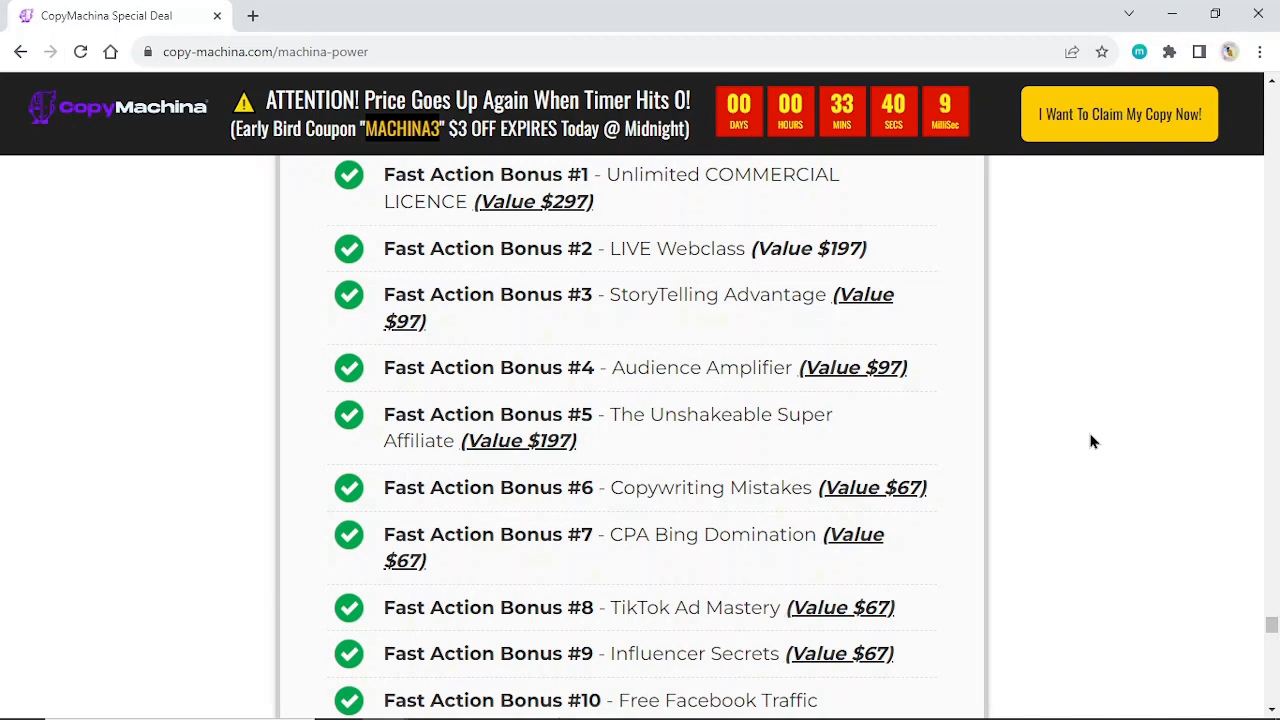 CopyMachina Special Deal
copy-machina.com/machina-power
CopyMachina
ATTENTION! Price Goes Up Again When Timer Hits 0!
(Early Bird Coupon "MACHINA3" $3 OFF EXPIRES Today @ Midnight)
00 00 33 40 9
DAYS HOURS MINS SECS MilliSec
I Want To Claim My Copy Now!
Fast Action Bonus #1 - Unlimited COMMERCIAL
LICENCE (Value $297)
Fast Action Bonus #2 - LIVE Webclass (Value $197)
Fast Action Bonus #3 - StoryTelling Advantage (Value
$97)
Fast Action Bonus #4 - Audience Amplifier (Value $97)
Fast Action Bonus #5 - The Unshakeable Super
Affiliate (Value $197)
Fast Action Bonus #6 - Copywriting Mistakes (Value $67)
Fast Action Bonus #7 - CPA Bing Domination (Value
$67)
Fast Action Bonus #8 - TikTok Ad Mastery (Value $67)
Fast Action Bonus #9 - Influencer Secrets (Value $67)
Fast Action Bonus #10 - Free Facebook Traffic